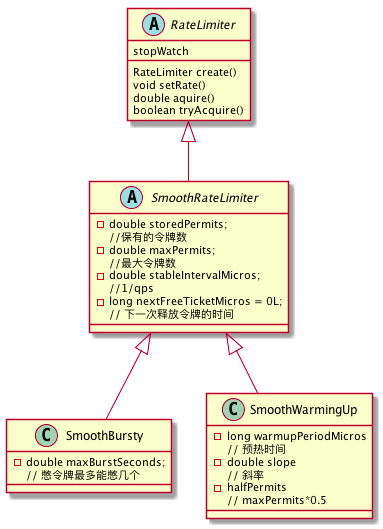 A RateLimiter
stopWatch
RateLimiter create()
void setRate()
double aquire()
boolean tryAcquire()
A SmoothRateLimiter
double storedPermits;
//保有的令牌数
double maxPermits;
//最大令牌数
double stableIntervalMicros;
//1/qps
long nextFreeTicketMicros = 0L;
// 下一次释放令牌的时间
C SmoothBursty
double maxBurstSeconds;
// 憋令牌最多能憋几个
C SmoothWarmingUp
long warmupPeriodMicros
// 预热时间
double slope
// 斜率
halfPermits
// maxPermits*0.5